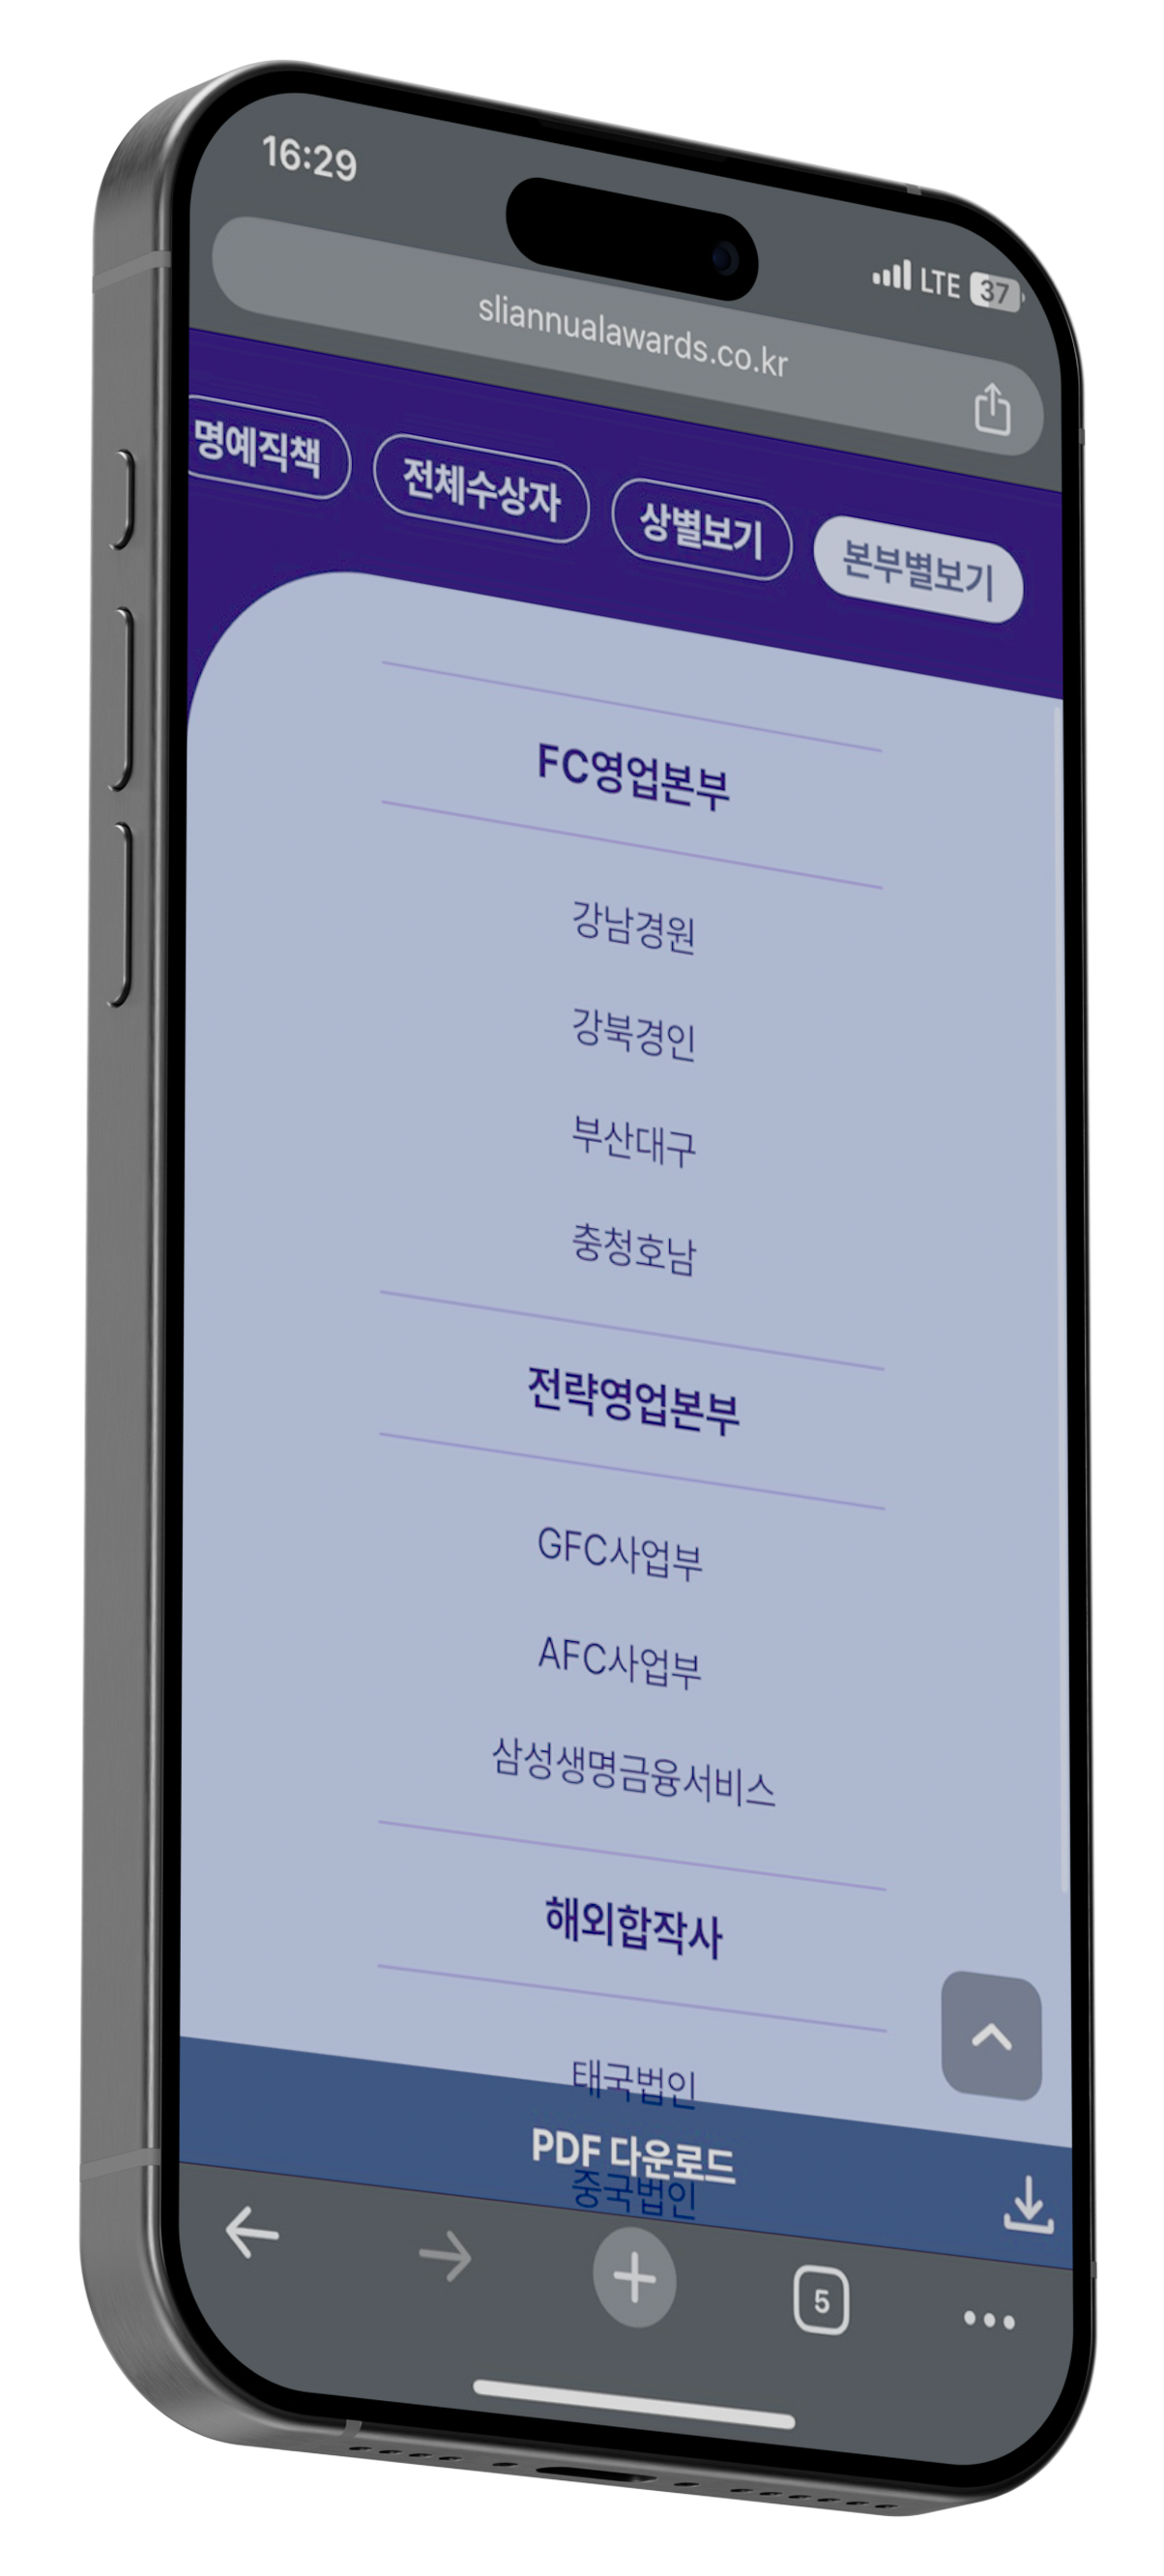 16:29
LTE 37
sliannualawards.co.kr
명예직책 전체수상자 상별보기 본부별보기
FC영업본부
강남경원
강북경인
부산대구
충청호남
전략영업본부
GFC사업부
AFC사업부
삼성생명금융서비스
해외합작사
태국법인
PDF 다운로드
중국법인
5